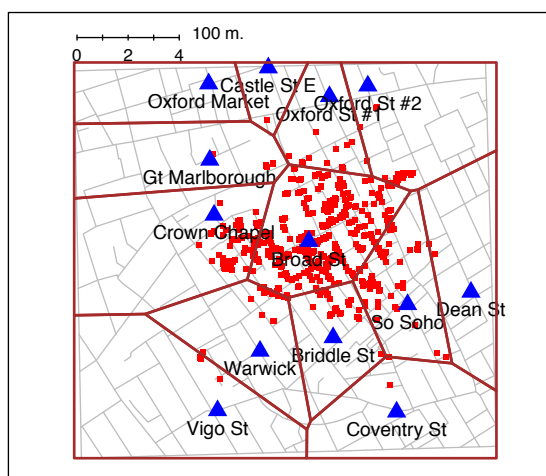 100 m.
0 2 4
Castle St E
Oxford Market
Oxford St #2
Oxford St #1
Gt Marlborough
Crown Chapel
Broad St
Dean St
So Soho
Briddle St
Warwick
Vigo St
Coventry St